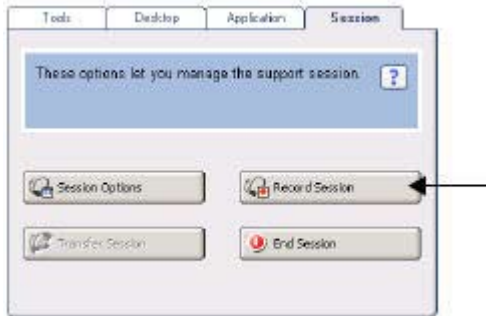 Tools Desktop Application Session
These options let you manage the support session. ?
Session Options Record Session
Transfer Session End Session